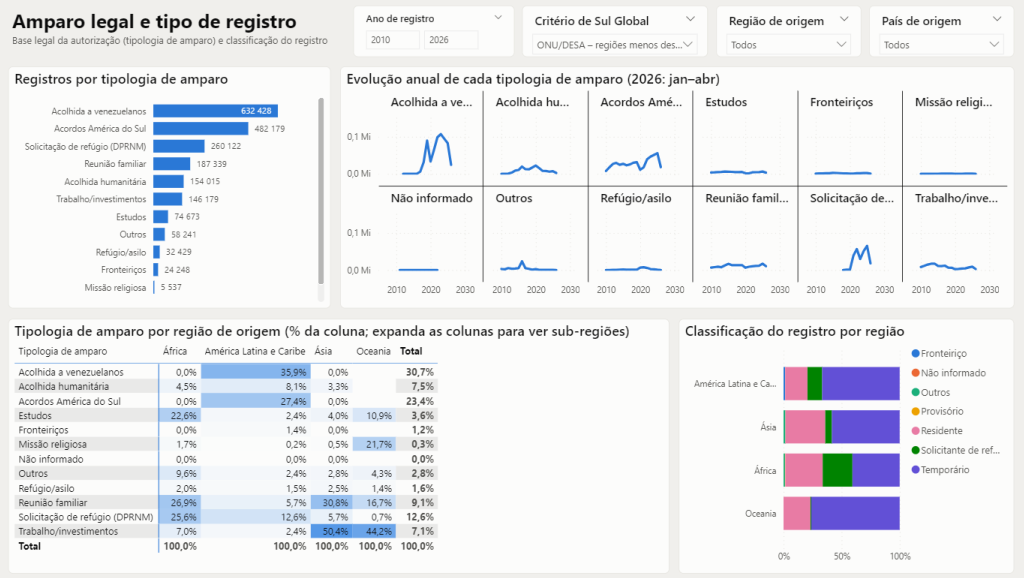 Amparo legal e tipo de registro
Base legal da autorização (tipologia de amparo) e classificação do registro
Ano de registro
2010 2026
Critério de Sul Global
ONU/DESA – regiões menos des...
Região de origem
Todos
País de origem
Todos
Registros por tipologia de amparo
Acolhida a venezuelanos 632 428
Acordos América do Sul 482 179
Solicitação de refúgio (DPRNM) 260 122
Reunião familiar 187 339
Acolhida humanitária 154 015
Trabalho/investimentos 146 179
Estudos 74 673
Outros 58 241
Refúgio/asilo 32 429
Fronteiriços 24 248
Missão religiosa 5 537
Evolução anual de cada tipologia de amparo (2026: jan–abr)
Acolhida a ve... Acolhida hu... Acordos Amé... Estudos Fronteiriços Missão religi...
0,1 Mi
0,0 Mi
Não informado Outros Refúgio/asilo Reunião famil... Solicitação de... Trabalho/inve...
0,1 Mi
0,0 Mi
2010 2020 2030 2010 2020 2030 2010 2020 2030 2010 2020 2030 2010 2020 2030 2010 2020 2030
Tipologia de amparo por região de origem (% da coluna; expanda as colunas para ver sub-regiões)
Tipologia de amparo África América Latina e Caribe Ásia Oceania Total
Acolhida a venezuelanos 0,0% 35,9% 0,0% 30,7%
Acolhida humanitária 4,5% 8,1% 3,3% 7,5%
Acordos América do Sul 0,0% 27,4% 0,0% 23,4%
Estudos 22,6% 2,4% 4,0% 10,9% 3,6%
Fronteiriços 0,0% 1,4% 0,0% 1,2%
Missão religiosa 1,7% 0,2% 0,5% 21,7% 0,3%
Não informado 0,0% 0,0% 0,0% 0,0%
Outros 9,6% 2,4% 2,8% 4,3% 2,8%
Refúgio/asilo 2,0% 1,5% 2,5% 1,4% 1,6%
Reunião familiar 26,9% 5,7% 30,8% 16,7% 9,1%
Solicitação de refúgio (DPRNM) 25,6% 12,6% 5,7% 0,7% 12,6%
Trabalho/investimentos 7,0% 2,4% 50,4% 44,2% 7,1%
Total 100,0% 100,0% 100,0% 100,0% 100,0%
Classificação do registro por região
América Latina e Ca...
Ásia
África
Oceania
0% 50% 100%
Fronteiriço
Não informado
Outros
Provisório
Residente
Solicitante de ref...
Temporário